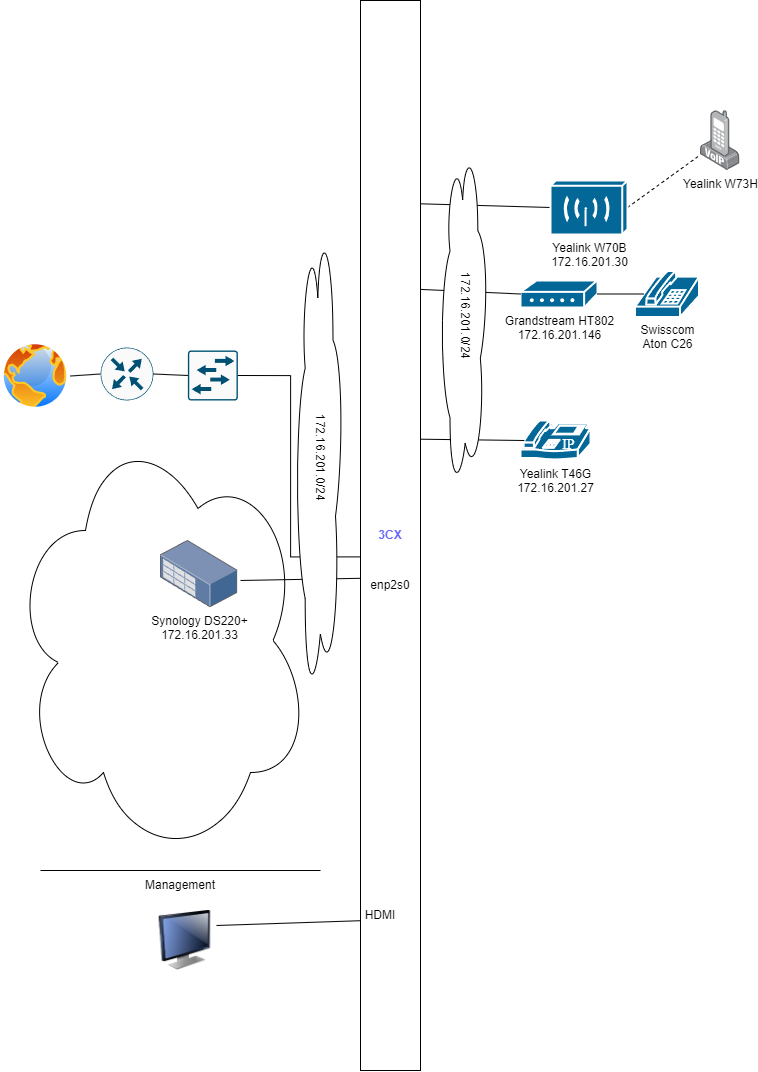 VoIP
Yealink W73H
Yealink W70B
172.16.201.30
172.16.201.0/24
Grandstream HT802
172.16.201.146
Swisscom
Aton C26
172.16.201.0/24
IP
Yealink T46G
172.16.201.27
3CX
enp2s0
Synology DS220+
172.16.201.33
Management
HDMI